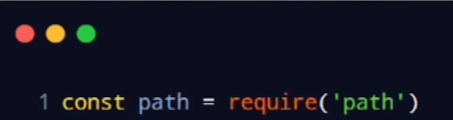 1 const path = require('path')